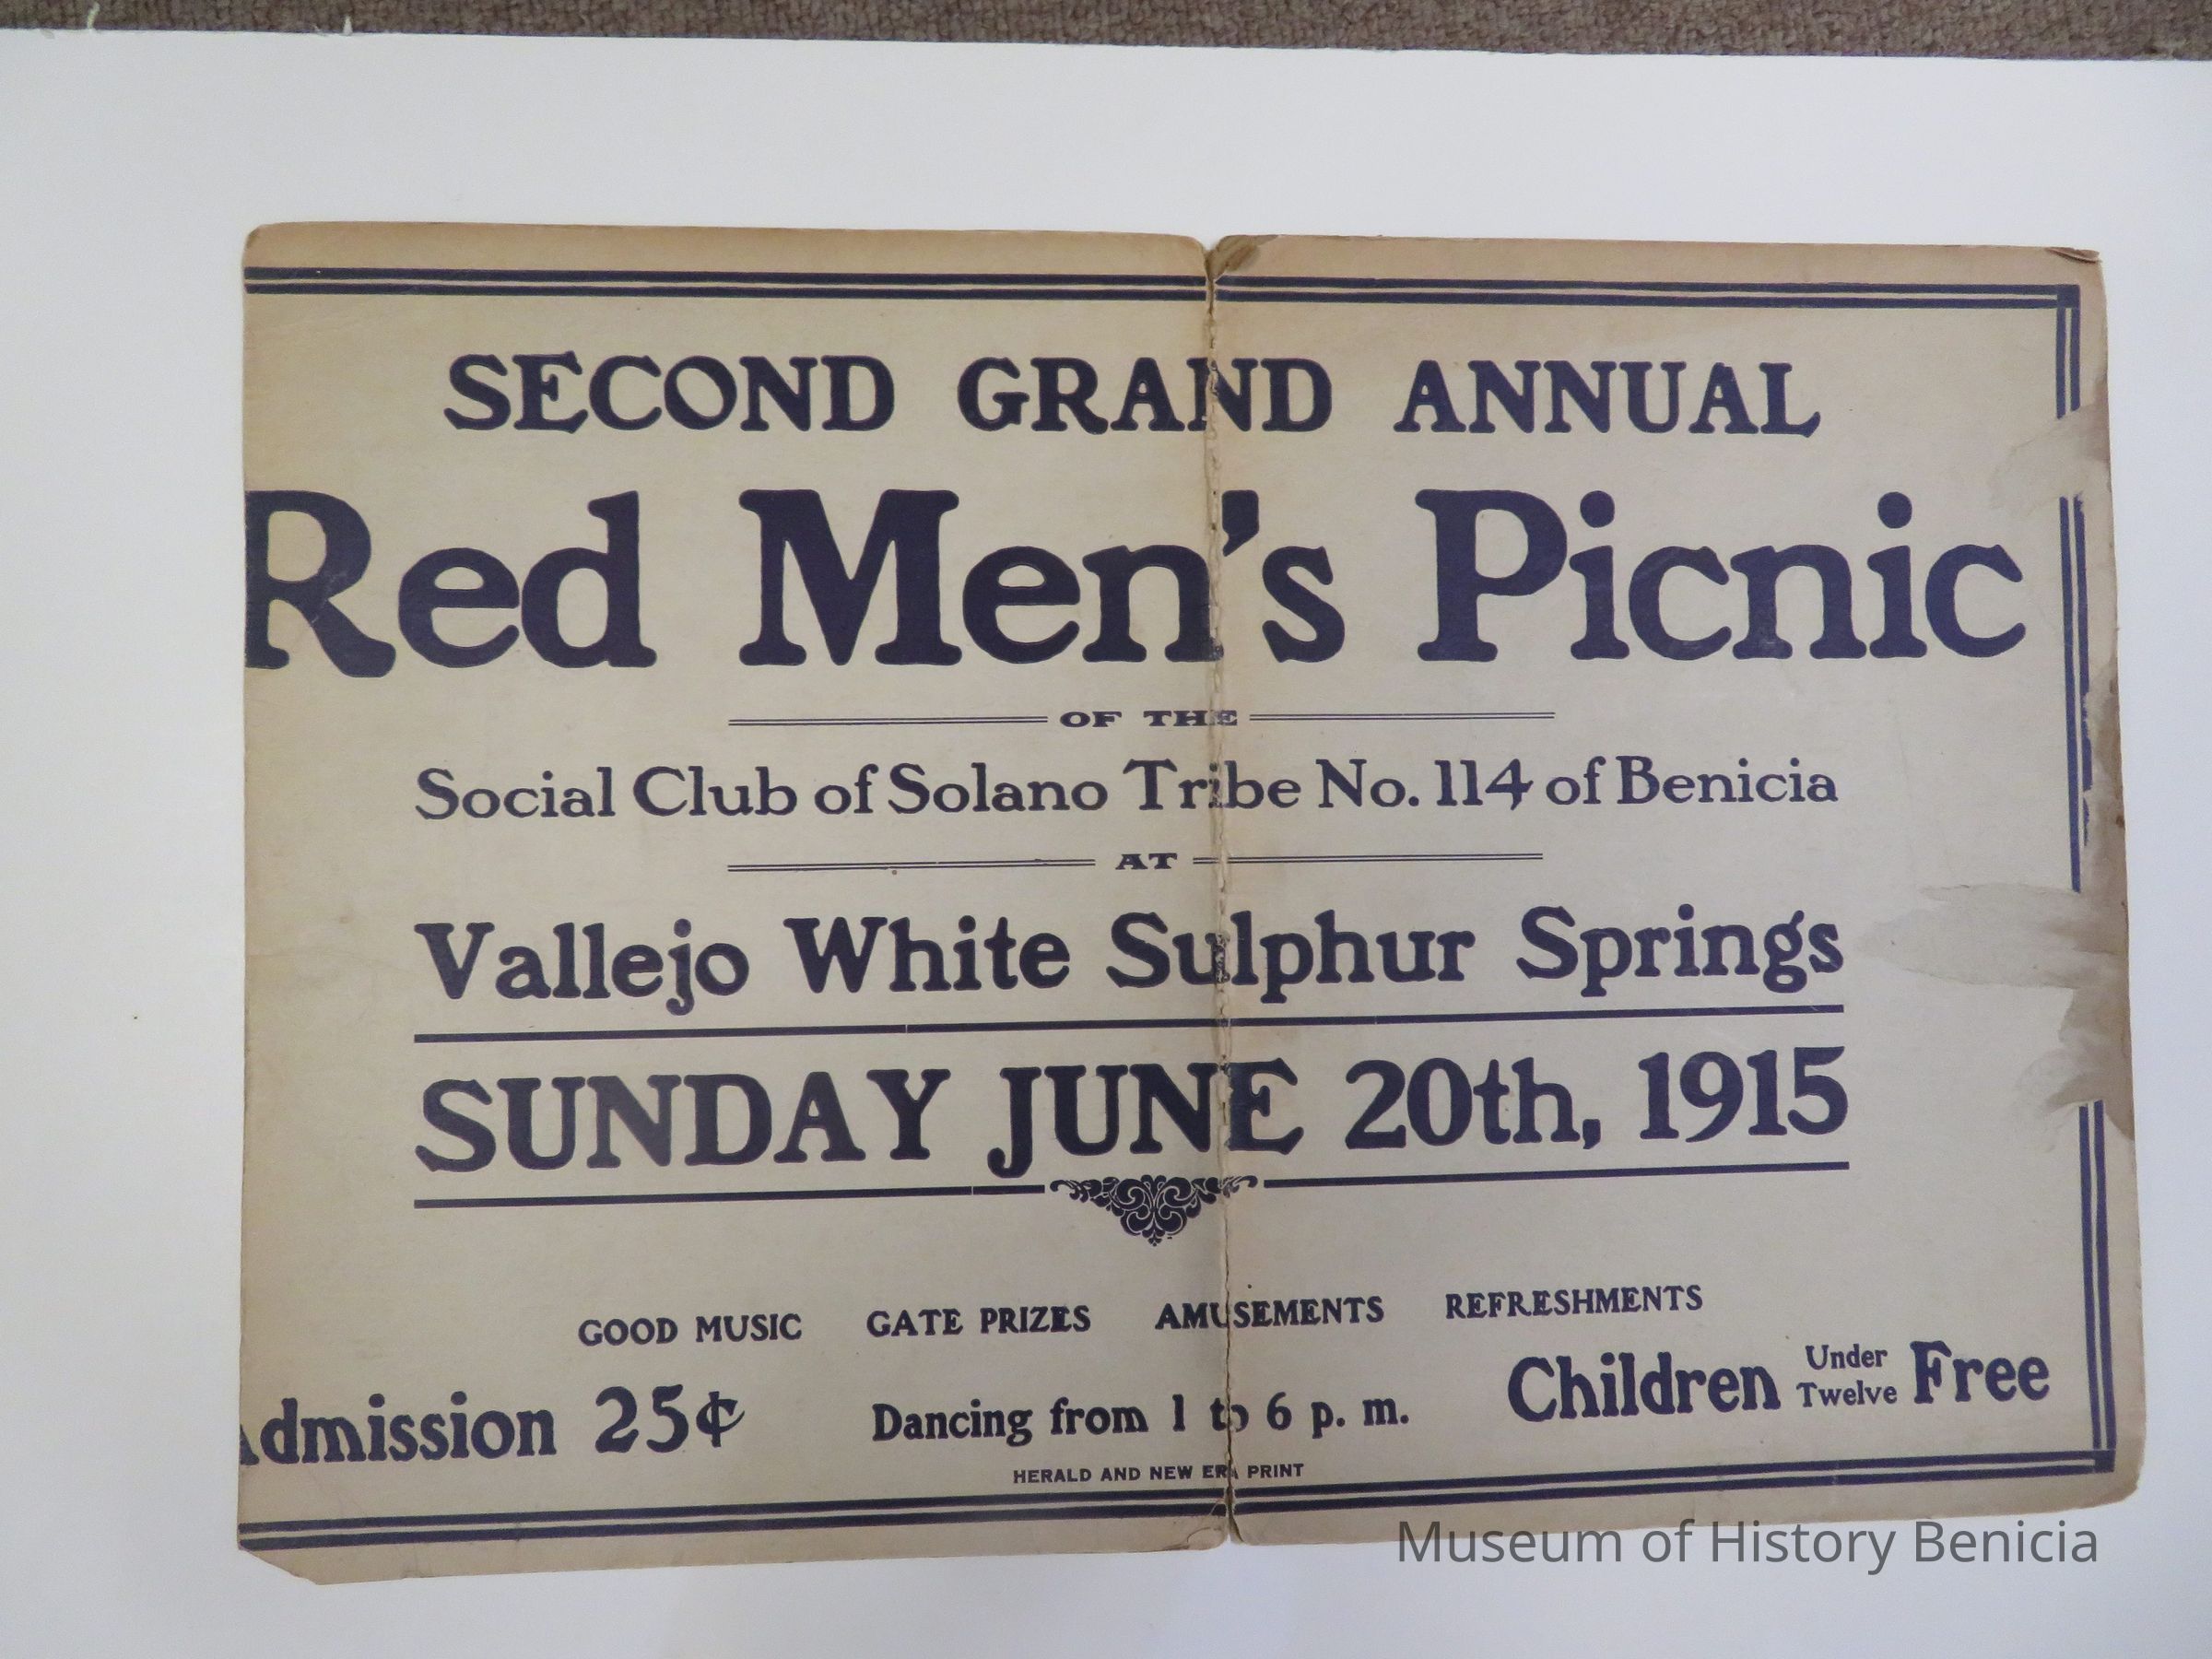 SECOND GRAND ANNUAL
Red Men's Picnic
OF THE
Social Club of Solano Tribe No. 114 of Benicia
AT
Vallejo White Sulphur Springs
SUNDAY JUNE 20th, 1915
GOOD MUSIC GATE PRIZES AMUSEMENTS REFRESHMENTS
Admission 25¢ Dancing from 1 to 6 p. m. Children Under Twelve Free
HERALD AND NEW ERA PRINT
Museum of History Benicia